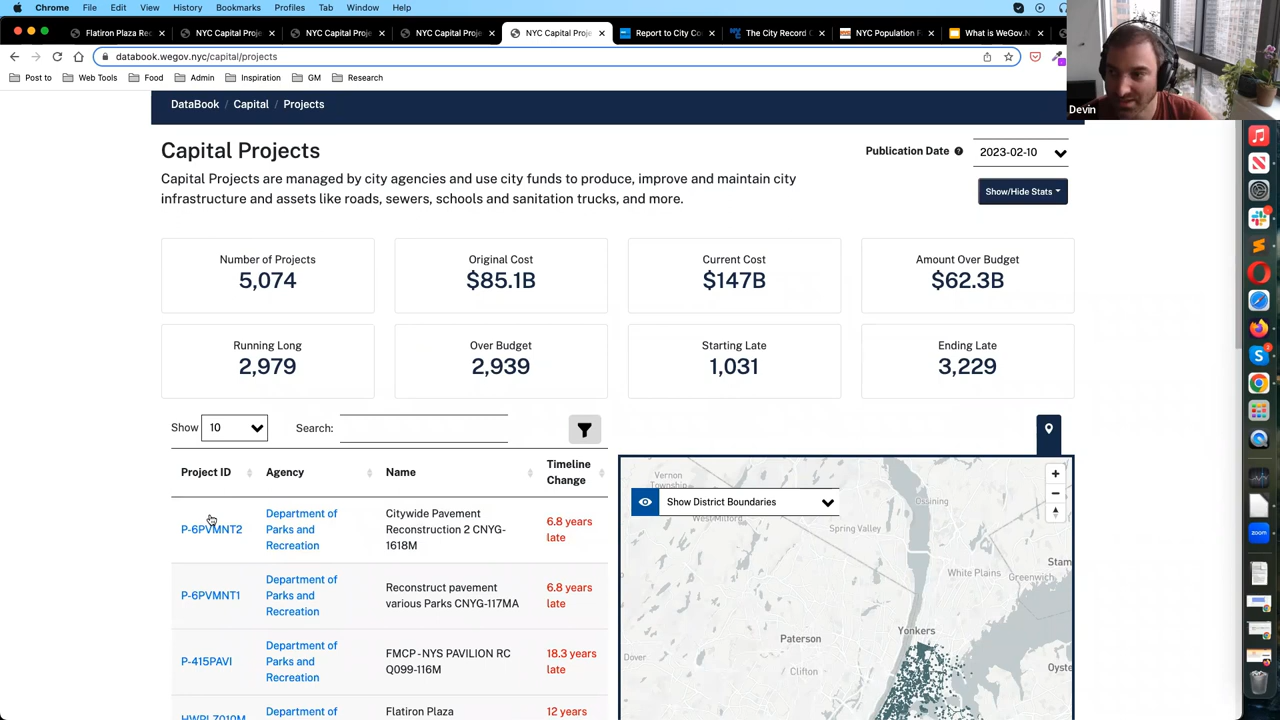 Chrome File Edit View History Bookmarks Profiles Tab Window Help
Flatiron Plaza Rec
NYC Capital Proje
NYC Capital Proje
NYC Capital Proje
NYC Capital Proje
Report to City Co
The City Record O
NYC Population F
What is WeGov.N
databook.wegov.nyc/capital/projects
Post to Web Tools Food Admin Inspiration GM Research
Devin
DataBook / Capital / Projects
Capital Projects
Publication Date
2023-02-10
Capital Projects are managed by city agencies and use city funds to produce, improve and maintain city
infrastructure and assets like roads, sewers, schools and sanitation trucks, and more.
Show/Hide Stats
Number of Projects
5,074
Original Cost
$85.1B
Current Cost
$147B
Amount Over Budget
$62.3B
Running Long
2,979
Over Budget
2,939
Starting Late
1,031
Ending Late
3,229
Show 10 Search:
Project ID Agency Name Timeline
Change
P-6PVMNT2
Department of
Parks and
Recreation
Citywide Pavement
Reconstruction 2 CNYG-
1618M
6.8 years
late
P-6PVMNT1
Department of
Parks and
Recreation
Reconstruct pavement
various Parks CNYG-117MA
6.8 years
late
P-415PAVI
Department of
Parks and
Recreation
FMCP - NYS PAVILION RC
Q099-116M
18.3 years
late
HWPLZ010M
Department of
Flatiron Plaza
12 years
Show District Boundaries
Vernon
Township
West Milford
Ossining
Spring Valley
Stam
White Plains
Greenwich
Yonkers
Paterson
Dover
Clifton
Oyste
zoom